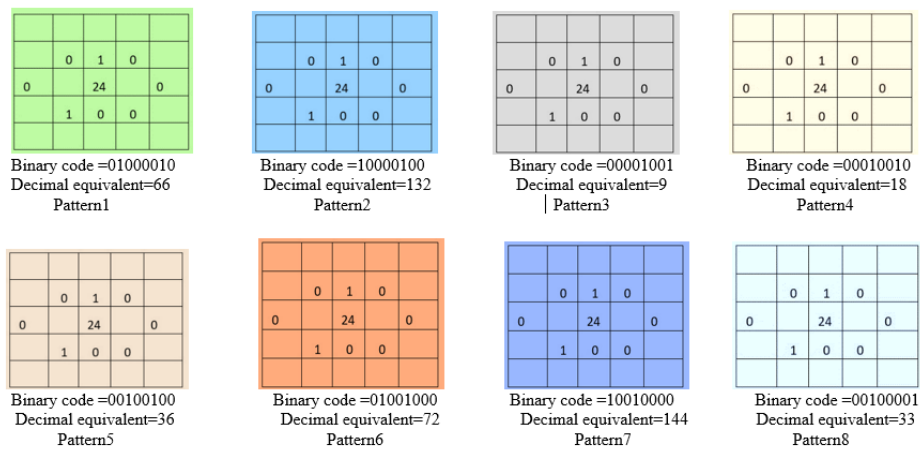 0 1 0
0 24 0
1 0 0
Binary code =01000010
Decimal equivalent=66
Pattern1
0 1 0
0 24 0
1 0 0
Binary code =10000100
Decimal equivalent=132
Pattern2
0 1 0
0 24 0
1 0 0
Binary code =00001001
Decimal equivalent=9
Pattern3
0 1 0
0 24 0
1 0 0
Binary code =00010010
Decimal equivalent=18
Pattern4
0 1 0
0 24 0
1 0 0
Binary code =00100100
Decimal equivalent=36
Pattern5
0 1 0
0 24 0
1 0 0
Binary code =01001000
Decimal equivalent=72
Pattern6
0 1 0
0 24 0
1 0 0
Binary code =10010000
Decimal equivalent=144
Pattern7
0 1 0
0 24 0
1 0 0
Binary code =00100001
Decimal equivalent=33
Pattern8